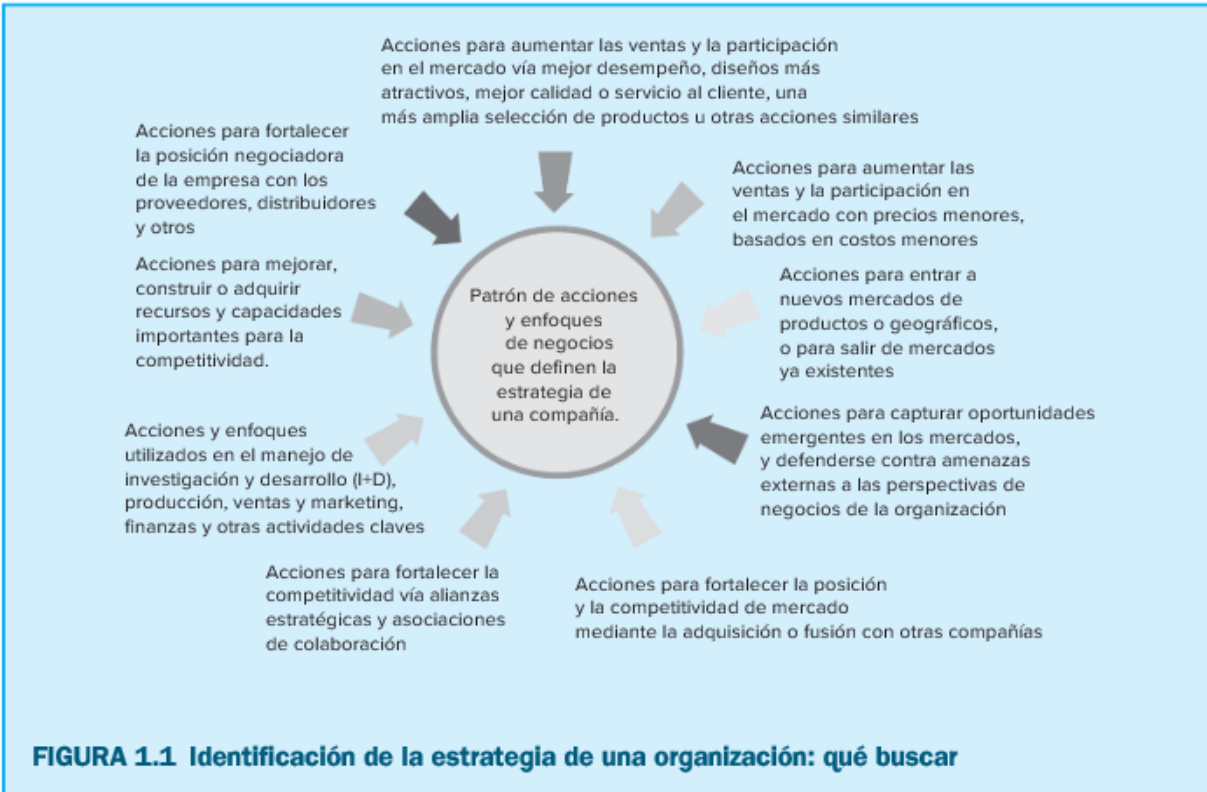 Acciones para aumentar las ventas y la participación
en el mercado vía mejor desempeño, diseños más
atractivos, mejor calidad o servicio al cliente, una
más amplia selección de productos u otras acciones similares
Acciones para fortalecer
la posición negociadora
de la empresa con los
proveedores, distribuidores
y otros
Acciones para aumentar las
ventas y la participación en
el mercado con precios menores,
basados en costos menores
Acciones para mejorar,
construir o adquirir
recursos y capacidades
importantes para la
competitividad.
Patrón de acciones
y enfoques
de negocios
que definen la
estrategia de
una compañía.
Acciones para entrar a
nuevos mercados de
productos o geográficos,
o para salir de mercados
ya existentes
Acciones y enfoques
utilizados en el manejo de
investigación y desarrollo (I+D),
producción, ventas y marketing,
finanzas y otras actividades claves
Acciones para capturar oportunidades
emergentes en los mercados,
y defenderse contra amenazas
externas a las perspectivas de
negocios de la organización
Acciones para fortalecer la
competitividad vía alianzas
estratégicas y asociaciones
de colaboración
Acciones para fortalecer la posición
y la competitividad de mercado
mediante la adquisición o fusión con otras compañías
FIGURA 1.1 Identificación de la estrategia de una organización: qué buscar